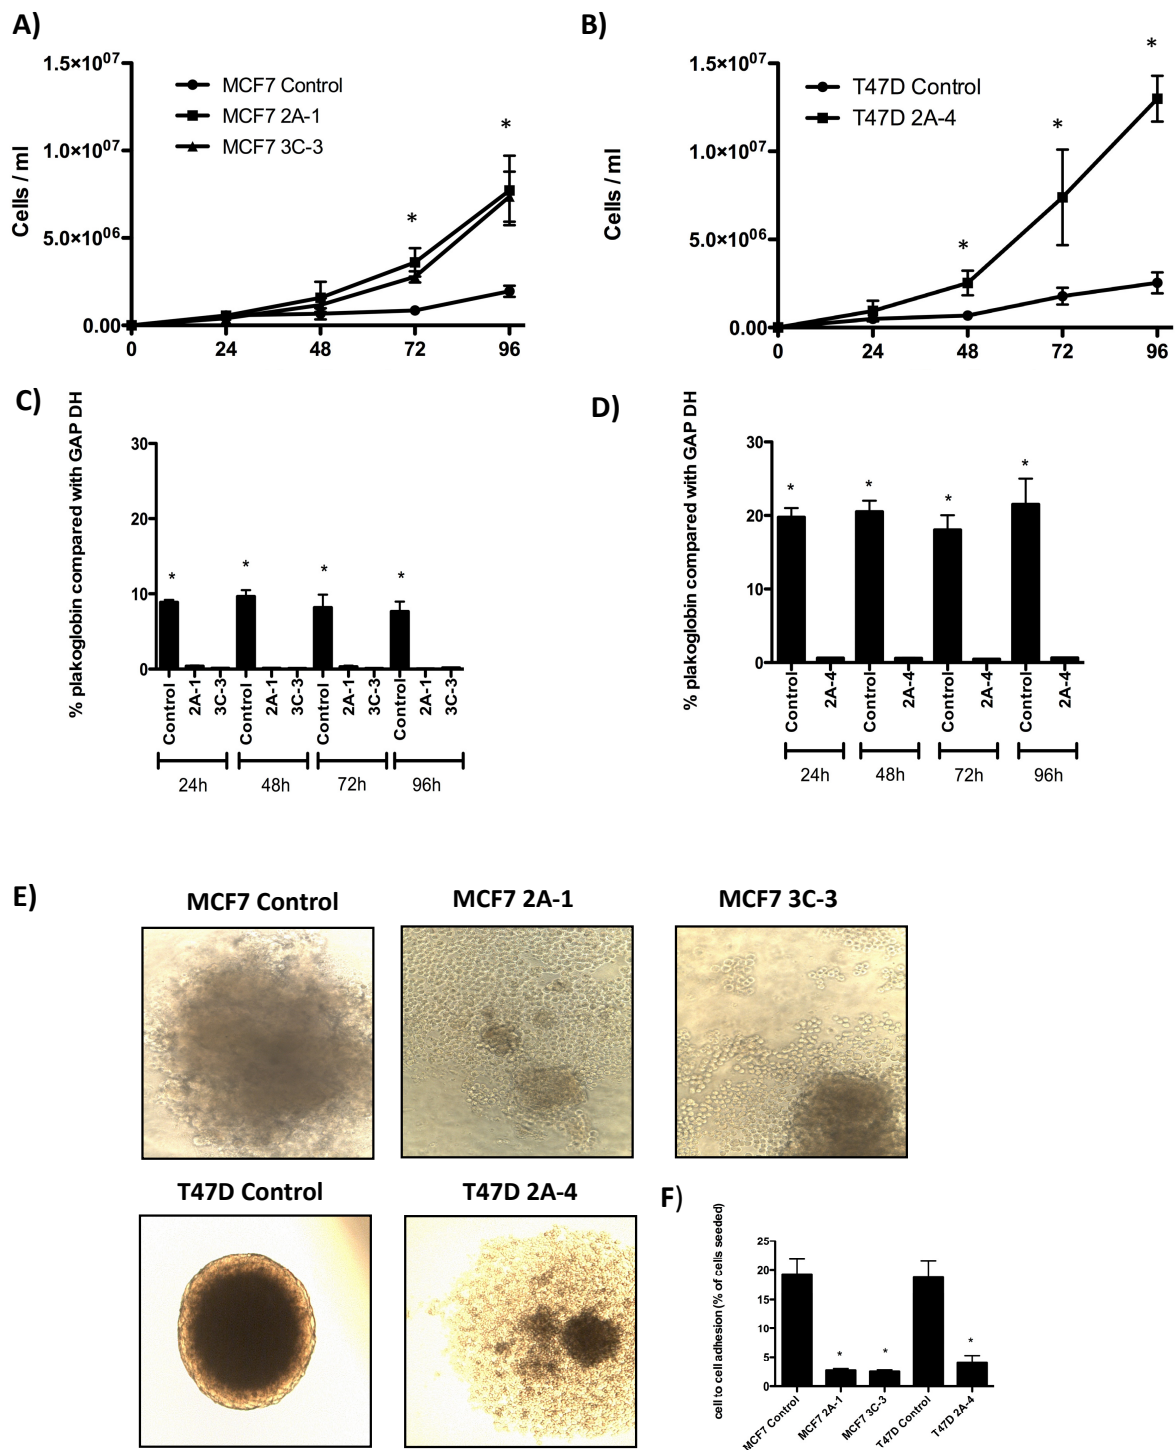 A)
1.5×10⁰⁷
1.0×10⁰⁷
5.0×10⁰⁶
0.00
Cells / ml
MCF7 Control
MCF7 2A-1
MCF7 3C-3
*
*
0 24 48 72 96
B)
1.5×10⁰⁷
1.0×10⁰⁷
5.0×10⁰⁶
0.00
Cells / ml
T47D Control
T47D 2A-4
*
*
*
0 24 48 72 96
C)
% plakoglobin compared with GAP DH
30
20
10
0
* * * *
Control 2A-1 3C-3 Control 2A-1 3C-3 Control 2A-1 3C-3 Control 2A-1 3C-3
24h 48h 72h 96h
D)
% plakoglobin compared with GAP DH
30
20
10
0
* * * *
Control 2A-4 Control 2A-4 Control 2A-4 Control 2A-4
24h 48h 72h 96h
E)
MCF7 Control MCF7 2A-1 MCF7 3C-3
T47D Control T47D 2A-4
F)
cell to cell adhesion (% of cells seeded)
25
20
15
10
5
0
* * *
MCF7 Control MCF7 2A-1 MCF7 3C-3 T47D Control T47D 2A-4